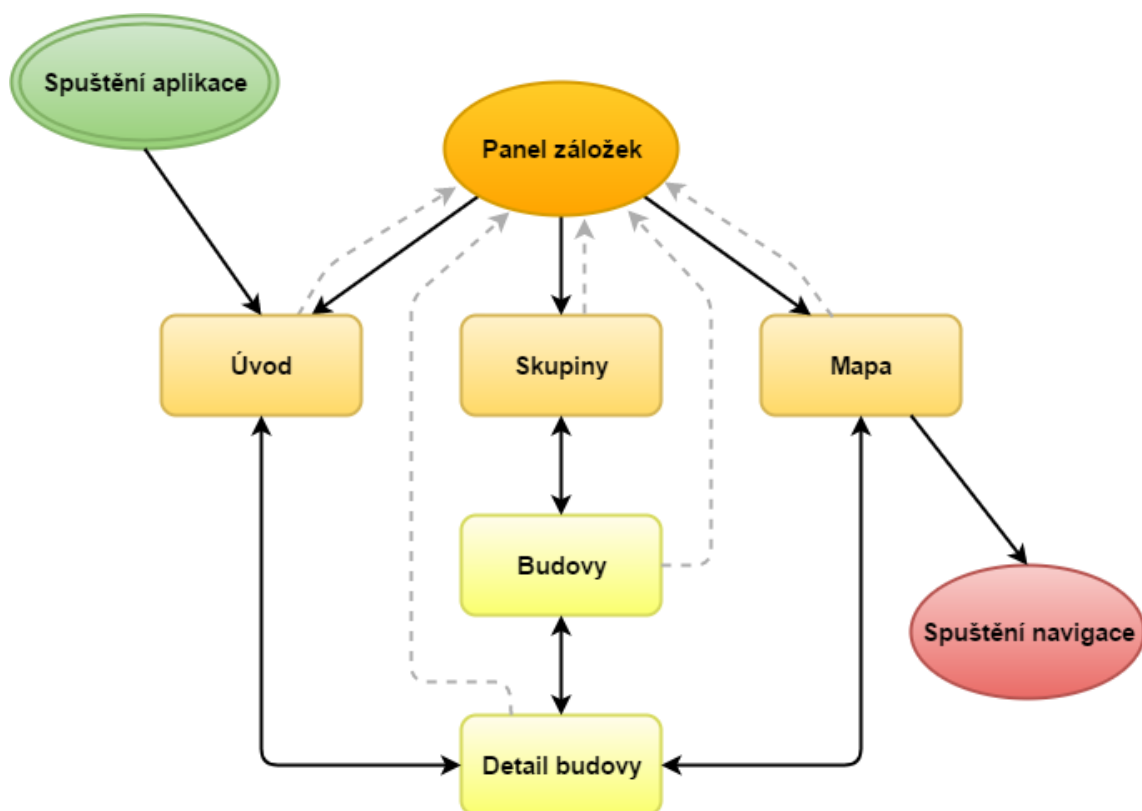 Spuštění aplikace
Panel záložek
Úvod
Skupiny
Mapa
Budovy
Spuštění navigace
Detail budovy